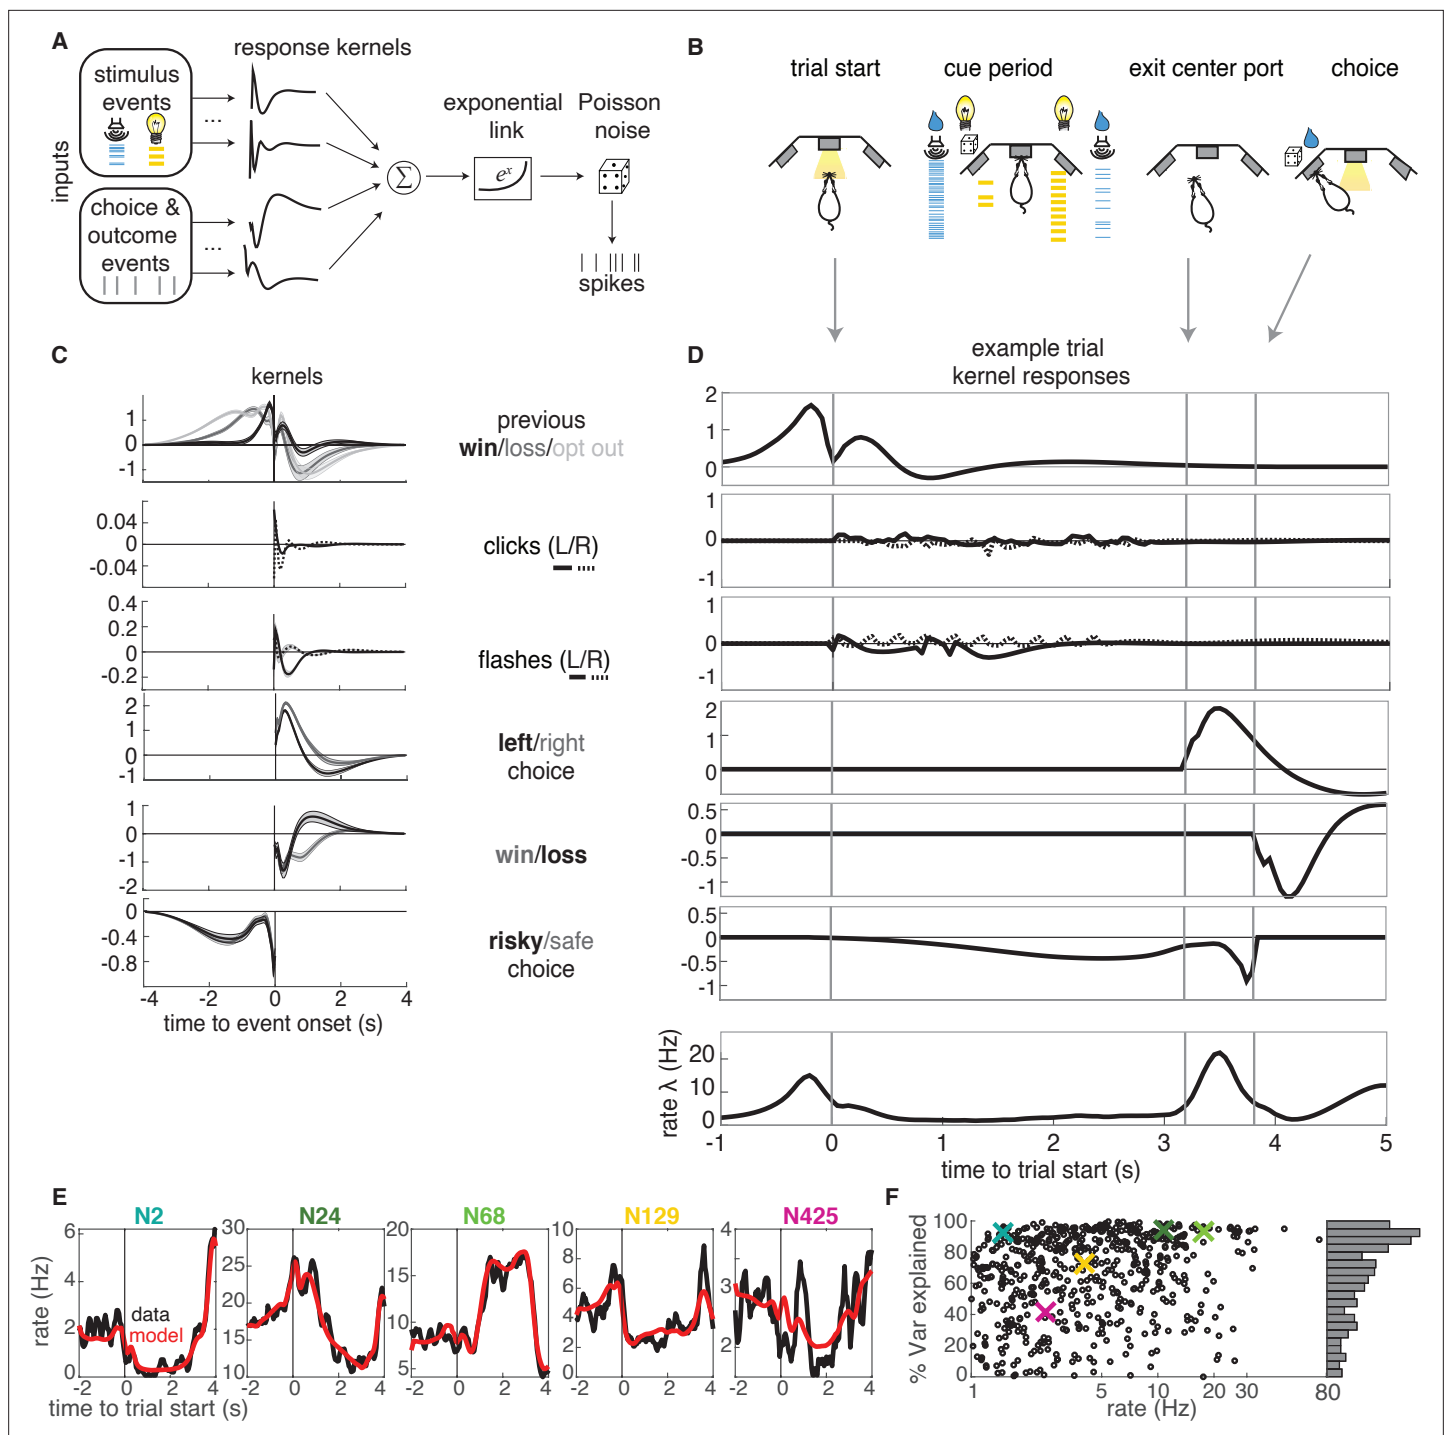 A
response kernels
stimulus
events
...
inputs
choice &
outcome
events
...
Σ
exponential
link
eˣ
Poisson
noise
spikes
B
trial start
cue period
exit center port
choice
C
kernels
1
0
-1
previous
win/loss/opt out
0.04
0
-0.04
clicks (L/R)
0.4
0.2
0
-0.2
flashes (L/R)
2
1
0
-1
left/right
choice
1
0
-1
-2
win/loss
0
-0.4
-0.8
risky/safe
choice
-4 -2 0 2 4
time to event onset (s)
D
example trial
kernel responses
2
1
0
1
0
-1
1
0
-1
2
1
0
0.5
0
-0.5
-1
0.5
0
-0.5
-1
rate λ (Hz)
20
10
0
-1 0 1 2 3 4 5
time to trial start (s)
E
N2
rate (Hz)
6
4
2
0
data
model
-2 0 2 4
time to trial start (s)
N24
30
25
20
15
10
-2 0 2 4
N68
20
15
10
5
-2 0 2 4
N129
10
8
6
4
2
0
-2 0 2 4
N425
4
3
2
-2 0 2 4
F
% Var explained
100
80
60
40
20
0
1 5 10 20 30
rate (Hz)
80